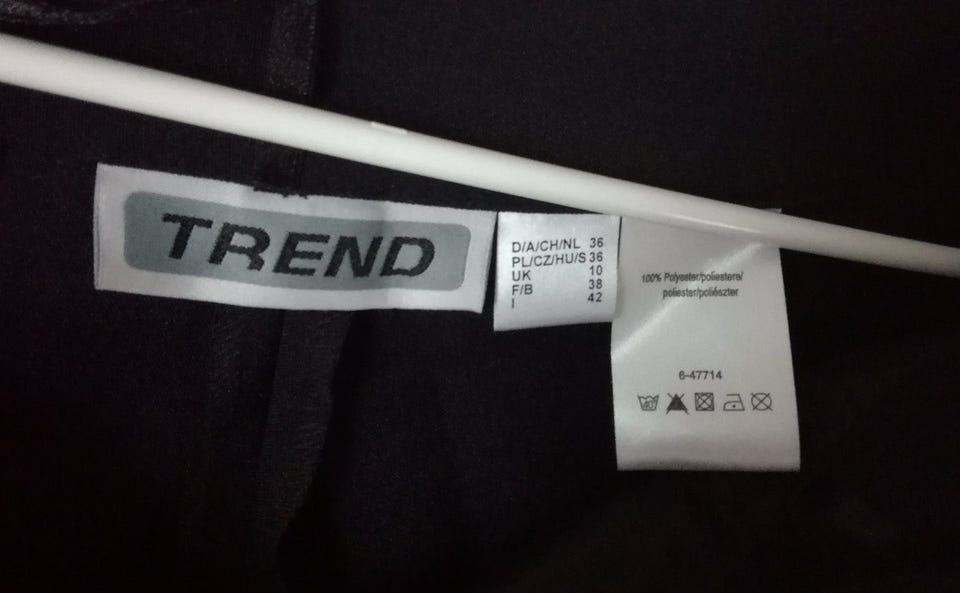 TREND
D/A/CH/NL 36
PL/CZ/HU/S 36
UK 10
F/B 38
I 42
100% Polyester/poliestere/
poliester/poliészter
6-47714
40